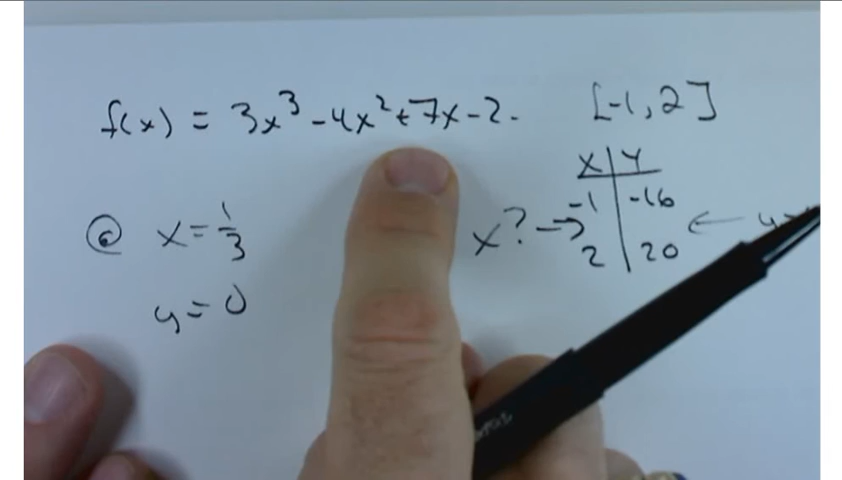 f(x) = 3x³ - 4x² + 7x - 2. [-1, 2]
x | y
-1 | -16
@ x = 1/3 x? →
2 | 20 ←
y = 0